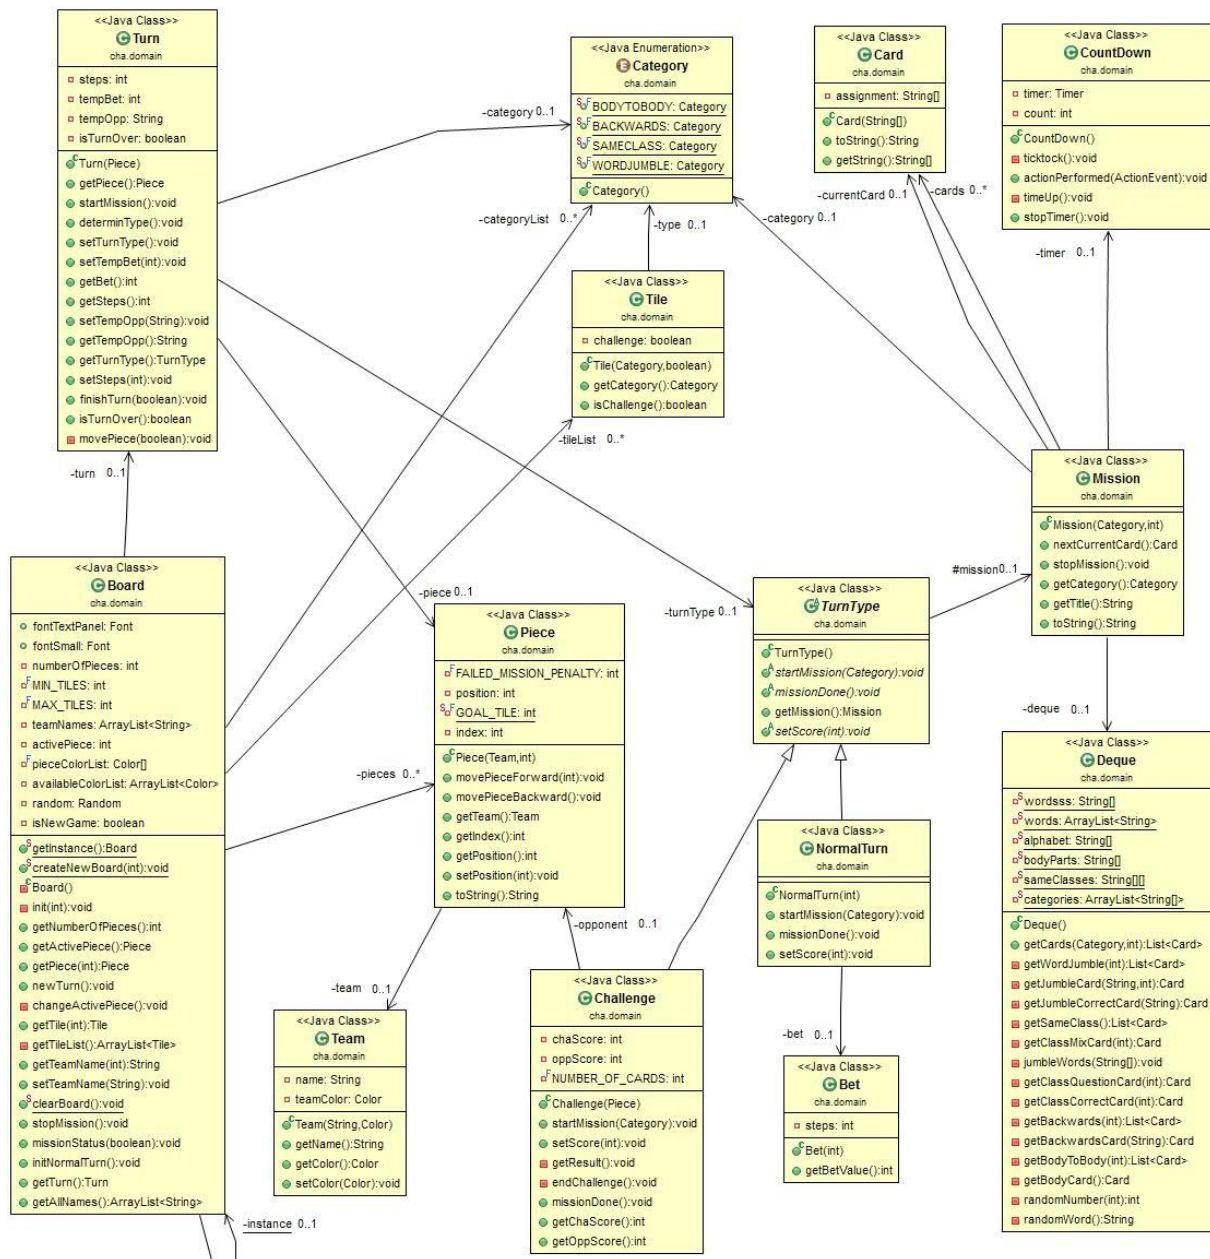 <<Java Class>>
Turn
cha.domain
steps: int
tempBet: int
tempOpp: String
isTurnOver: boolean
Turn(Piece)
getPiece():Piece
startMission():void
determinType():void
setTurnType():void
setTempBet(int):void
getBet():int
getSteps():int
setTempOpp(String):void
getTempOpp():String
getTurnType():TurnType
setSteps(int):void
finishTurn(boolean):void
isTurnOver():boolean
movePiece(boolean):void
-turn 0..1
<<Java Enumeration>>
Category
cha.domain
BODYTOBODY: Category
BACKWARDS: Category
SAMECLASS: Category
WORDJUMBLE: Category
Category()
-category 0..1
-categoryList 0..*
-type 0..1
-category 0..1
<<Java Class>>
Card
cha.domain
assignment: String[]
Card(String[])
toString():String
getString():String[]
-currentCard 0..1
-cards 0..*
<<Java Class>>
CountDown
cha.domain
timer: Timer
count: int
CountDown()
ticktock():void
actionPerformed(ActionEvent):void
timeUp():void
stopTimer():void
-timer 0..1
<<Java Class>>
Tile
cha.domain
challenge: boolean
Tile(Category,boolean)
getCategory():Category
isChallenge():boolean
-tileList 0..*
<<Java Class>>
Mission
cha.domain
Mission(Category,int)
nextCurrentCard():Card
stopMission():void
getCategory():Category
getTitle():String
toString():String
#mission 0..1
-deque 0..1
<<Java Class>>
Board
cha.domain
fontTextPanel: Font
fontSmall: Font
numberOfPieces: int
MIN_TILES: int
MAX_TILES: int
teamNames: ArrayList<String>
activePiece: int
pieceColorList: Color[]
availableColorList: ArrayList<Color>
random: Random
isNewGame: boolean
getInstance():Board
createNewBoard(int):void
Board()
init(int):void
getNumberOfPieces():int
getActivePiece():Piece
getPiece(int):Piece
newTurn():void
changeActivePiece():void
getTile(int):Tile
getTileList():ArrayList<Tile>
getTeamName(int):String
setTeamName(String):void
clearBoard():void
stopMission():void
missionStatus(boolean):void
initNormalTurn():void
getTurn():Turn
getAllNames():ArrayList<String>
-instance 0..1
-piece 0..1
-pieces 0..*
<<Java Class>>
Piece
cha.domain
FAILED_MISSION_PENALTY: int
position: int
GOAL_TILE: int
index: int
Piece(Team,int)
movePieceForward(int):void
movePieceBackward():void
getTeam():Team
getIndex():int
getPosition():int
setPosition(int):void
toString():String
-opponent 0..1
-team 0..1
-turnType 0..1
<<Java Class>>
TurnType
cha.domain
TurnType()
startMission(Category):void
missionDone():void
getMission():Mission
setScore(int):void
<<Java Class>>
NormalTurn
cha.domain
NormalTurn(int)
startMission(Category):void
missionDone():void
setScore(int):void
-bet 0..1
<<Java Class>>
Deque
cha.domain
wordsss: String[]
words: ArrayList<String>
alphabet: String[]
bodyParts: String[]
sameClasses: String[][]
categories: ArrayList<String[]>
Deque()
getCards(Category,int):List<Card>
getWordJumble(int):List<Card>
getJumbleCard(String,int):Card
getJumbleCorrectCard(String):Card
getSameClass():List<Card>
getClassMixCard(int):Card
jumbleWords(String[]):void
getClassQuestionCard(int):Card
getClassCorrectCard(int):Card
getBackwards(int):List<Card>
getBackwardsCard(String):Card
getBodyToBody(int):List<Card>
getBodyCard():Card
randomNumber(int):int
randomWord():String
<<Java Class>>
Team
cha.domain
name: String
teamColor: Color
Team(String,Color)
getName():String
getColor():Color
setColor(Color):void
<<Java Class>>
Challenge
cha.domain
chaScore: int
oppScore: int
NUMBER_OF_CARDS: int
Challenge(Piece)
startMission(Category):void
setScore(int):void
getResult():void
endChallenge():void
missionDone():void
getChaScore():int
getOppScore():int
<<Java Class>>
Bet
cha.domain
steps: int
Bet(int)
getBetValue():int